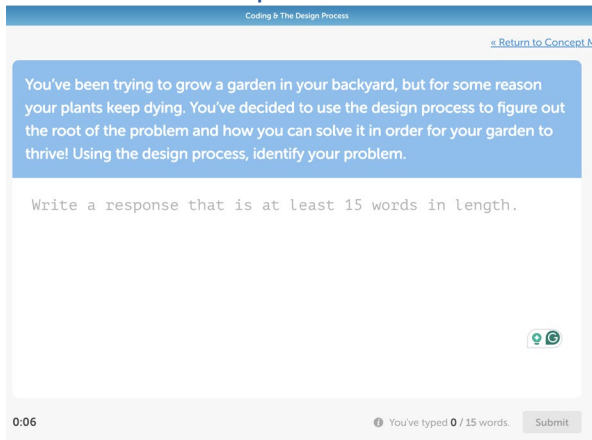 Coding & The Design Process
« Return to Concept M
You've been trying to grow a garden in your backyard, but for some reason
your plants keep dying. You've decided to use the design process to figure out
the root of the problem and how you can solve it in order for your garden to
thrive! Using the design process, identify your problem.
Write a response that is at least 15 words in length.
0:06
You've typed 0 / 15 words.
Submit